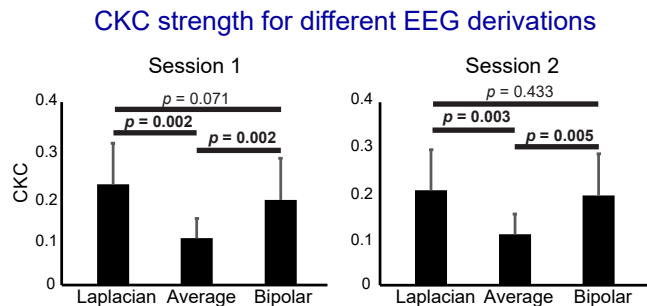 CKC strength for different EEG derivations
Session 1
Session 2
p = 0.071
p = 0.002
p = 0.002
p = 0.433
p = 0.003
p = 0.005
CKC
0.4
0.3
0.2
0.1
0
0.4
0.3
0.2
0.1
0
Laplacian Average Bipolar
Laplacian Average Bipolar